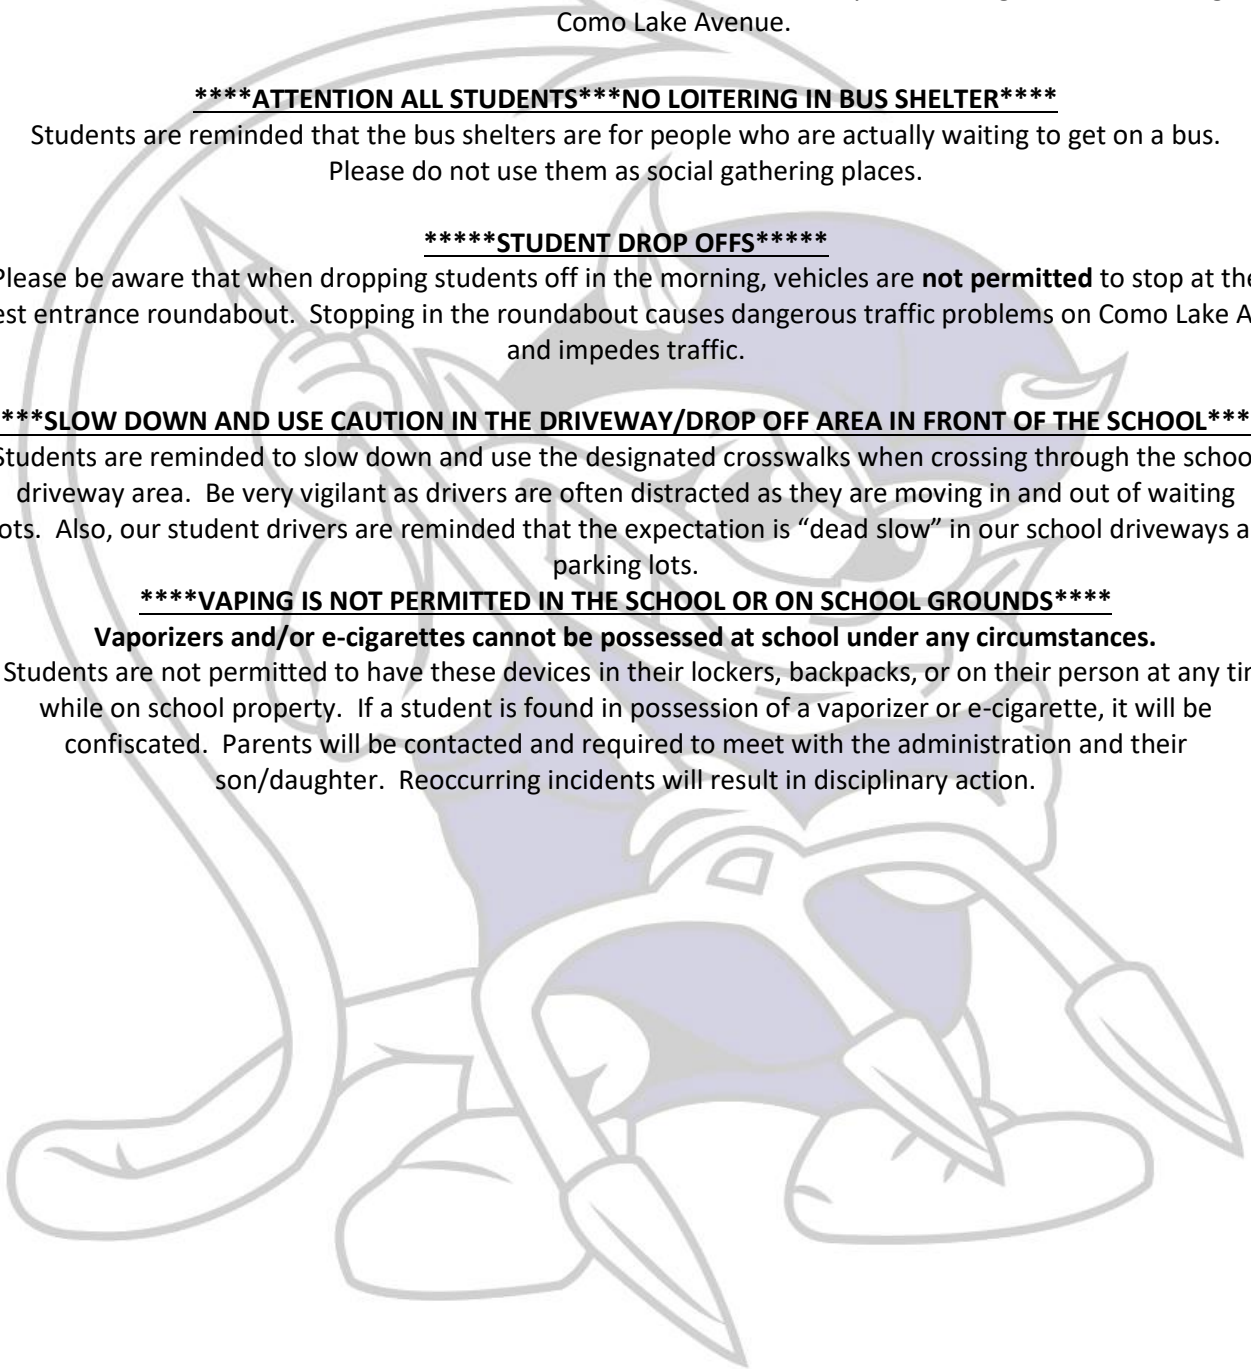 Como Lake Avenue.
****ATTENTION ALL STUDENTS***NO LOITERING IN BUS SHELTER****
Students are reminded that the bus shelters are for people who are actually waiting to get on a bus.
Please do not use them as social gathering places.
*****STUDENT DROP OFFS*****
Please be aware that when dropping students off in the morning, vehicles are not permitted to stop at the
est entrance roundabout. Stopping in the roundabout causes dangerous traffic problems on Como Lake A
and impedes traffic.
***SLOW DOWN AND USE CAUTION IN THE DRIVEWAY/DROP OFF AREA IN FRONT OF THE SCHOOL***
Students are reminded to slow down and use the designated crosswalks when crossing through the schoo
driveway area. Be very vigilant as drivers are often distracted as they are moving in and out of waiting
ots. Also, our student drivers are reminded that the expectation is “dead slow” in our school driveways a
parking lots.
****VAPING IS NOT PERMITTED IN THE SCHOOL OR ON SCHOOL GROUNDS****
Vaporizers and/or e-cigarettes cannot be possessed at school under any circumstances.
Students are not permitted to have these devices in their lockers, backpacks, or on their person at any tim
while on school property. If a student is found in possession of a vaporizer or e-cigarette, it will be
confiscated. Parents will be contacted and required to meet with the administration and their
son/daughter. Reoccurring incidents will result in disciplinary action.